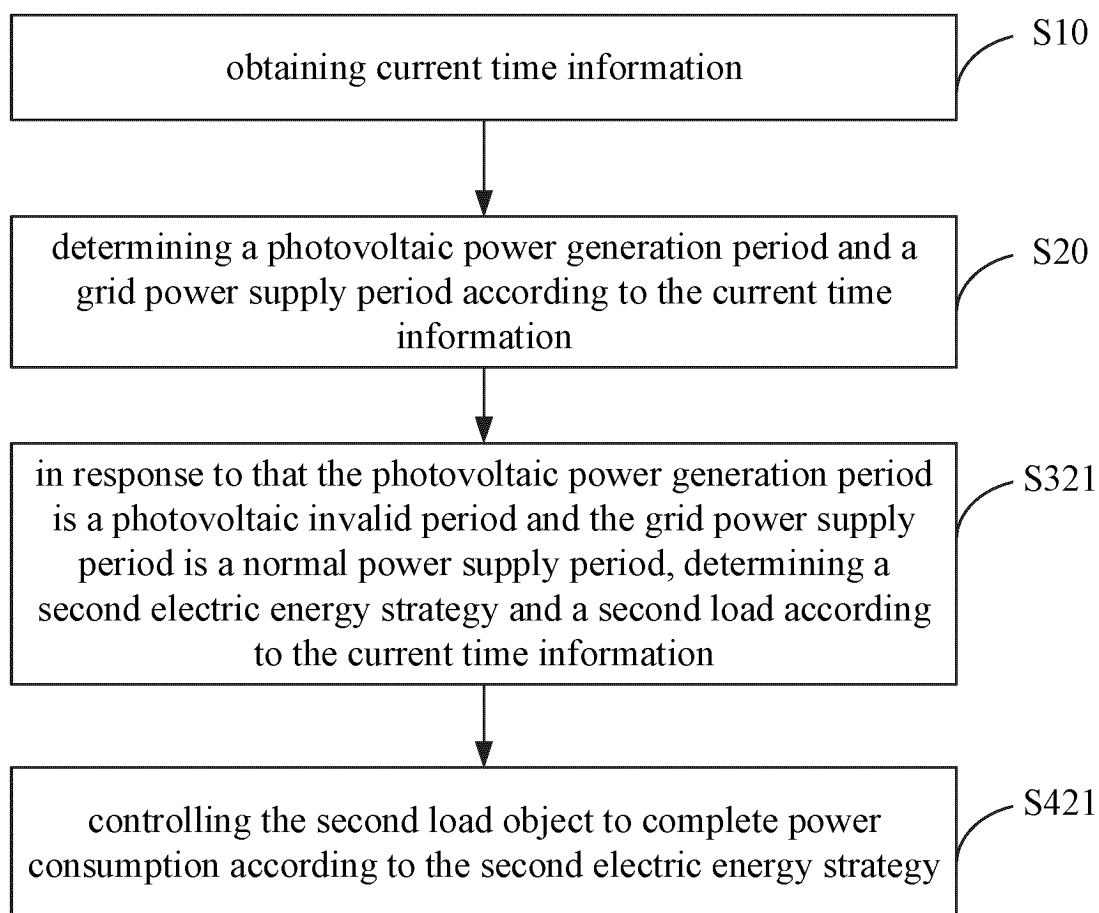 obtaining current time information
S10
determining a photovoltaic power generation period and a
grid power supply period according to the current time
information
S20
in response to that the photovoltaic power generation period
is a photovoltaic invalid period and the grid power supply
period is a normal power supply period, determining a
second electric energy strategy and a second load according
to the current time information
S321
controlling the second load object to complete power
consumption according to the second electric energy strategy
S421